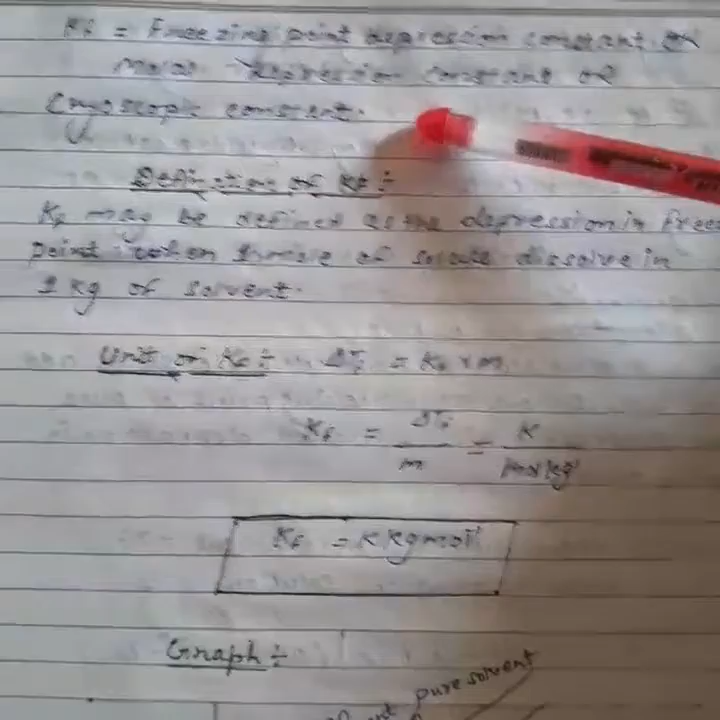 Kf = Freezing point depression constant or
molal depression constant or
Cryoscopic constant.
Definition of Kf :-
Kf may be defined as the depression in Free
point when 1 mole of solute dissolve in
1 kg of solvent.
Unit of Kf :- ΔTf = Kf × m
Kf = ΔTf / m = K / mol kg⁻¹
Kf = K kg mol⁻¹
Graph :-
pure solvent